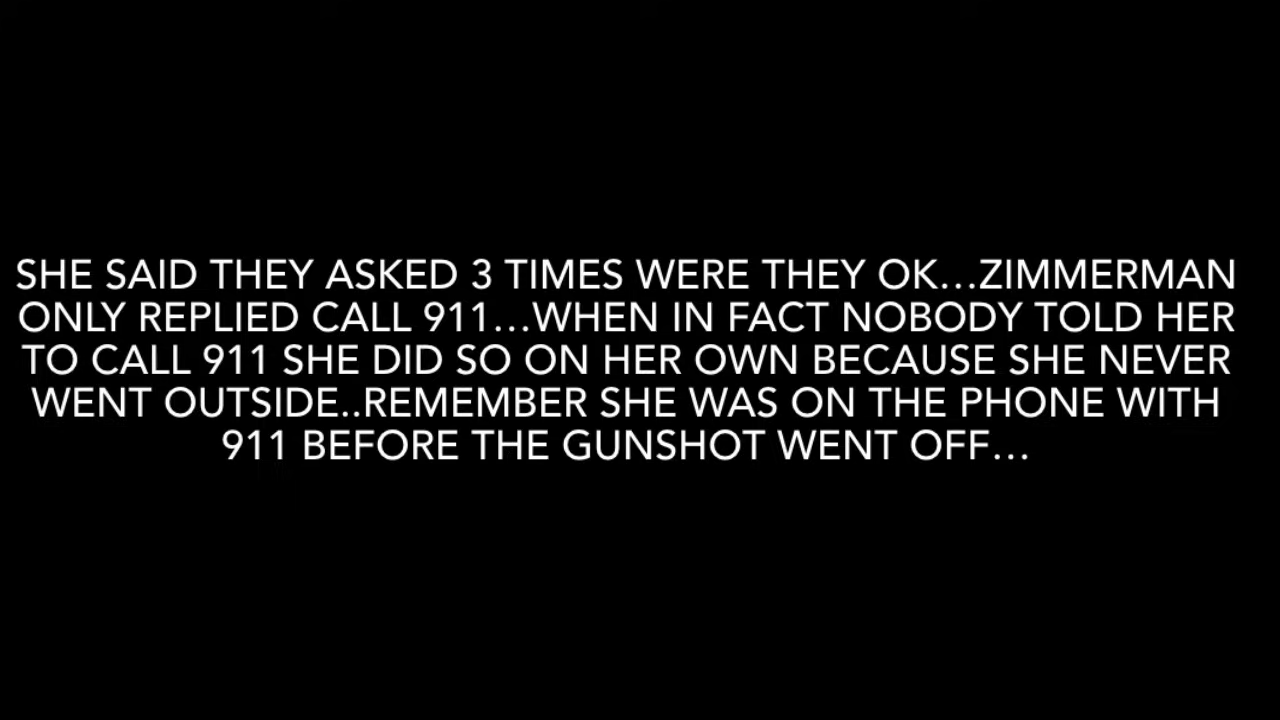 SHE SAID THEY ASKED 3 TIMES WERE THEY OK...ZIMMERMAN
ONLY REPLIED CALL 911...WHEN IN FACT NOBODY TOLD HER
TO CALL 911 SHE DID SO ON HER OWN BECAUSE SHE NEVER
WENT OUTSIDE..REMEMBER SHE WAS ON THE PHONE WITH
911 BEFORE THE GUNSHOT WENT OFF...